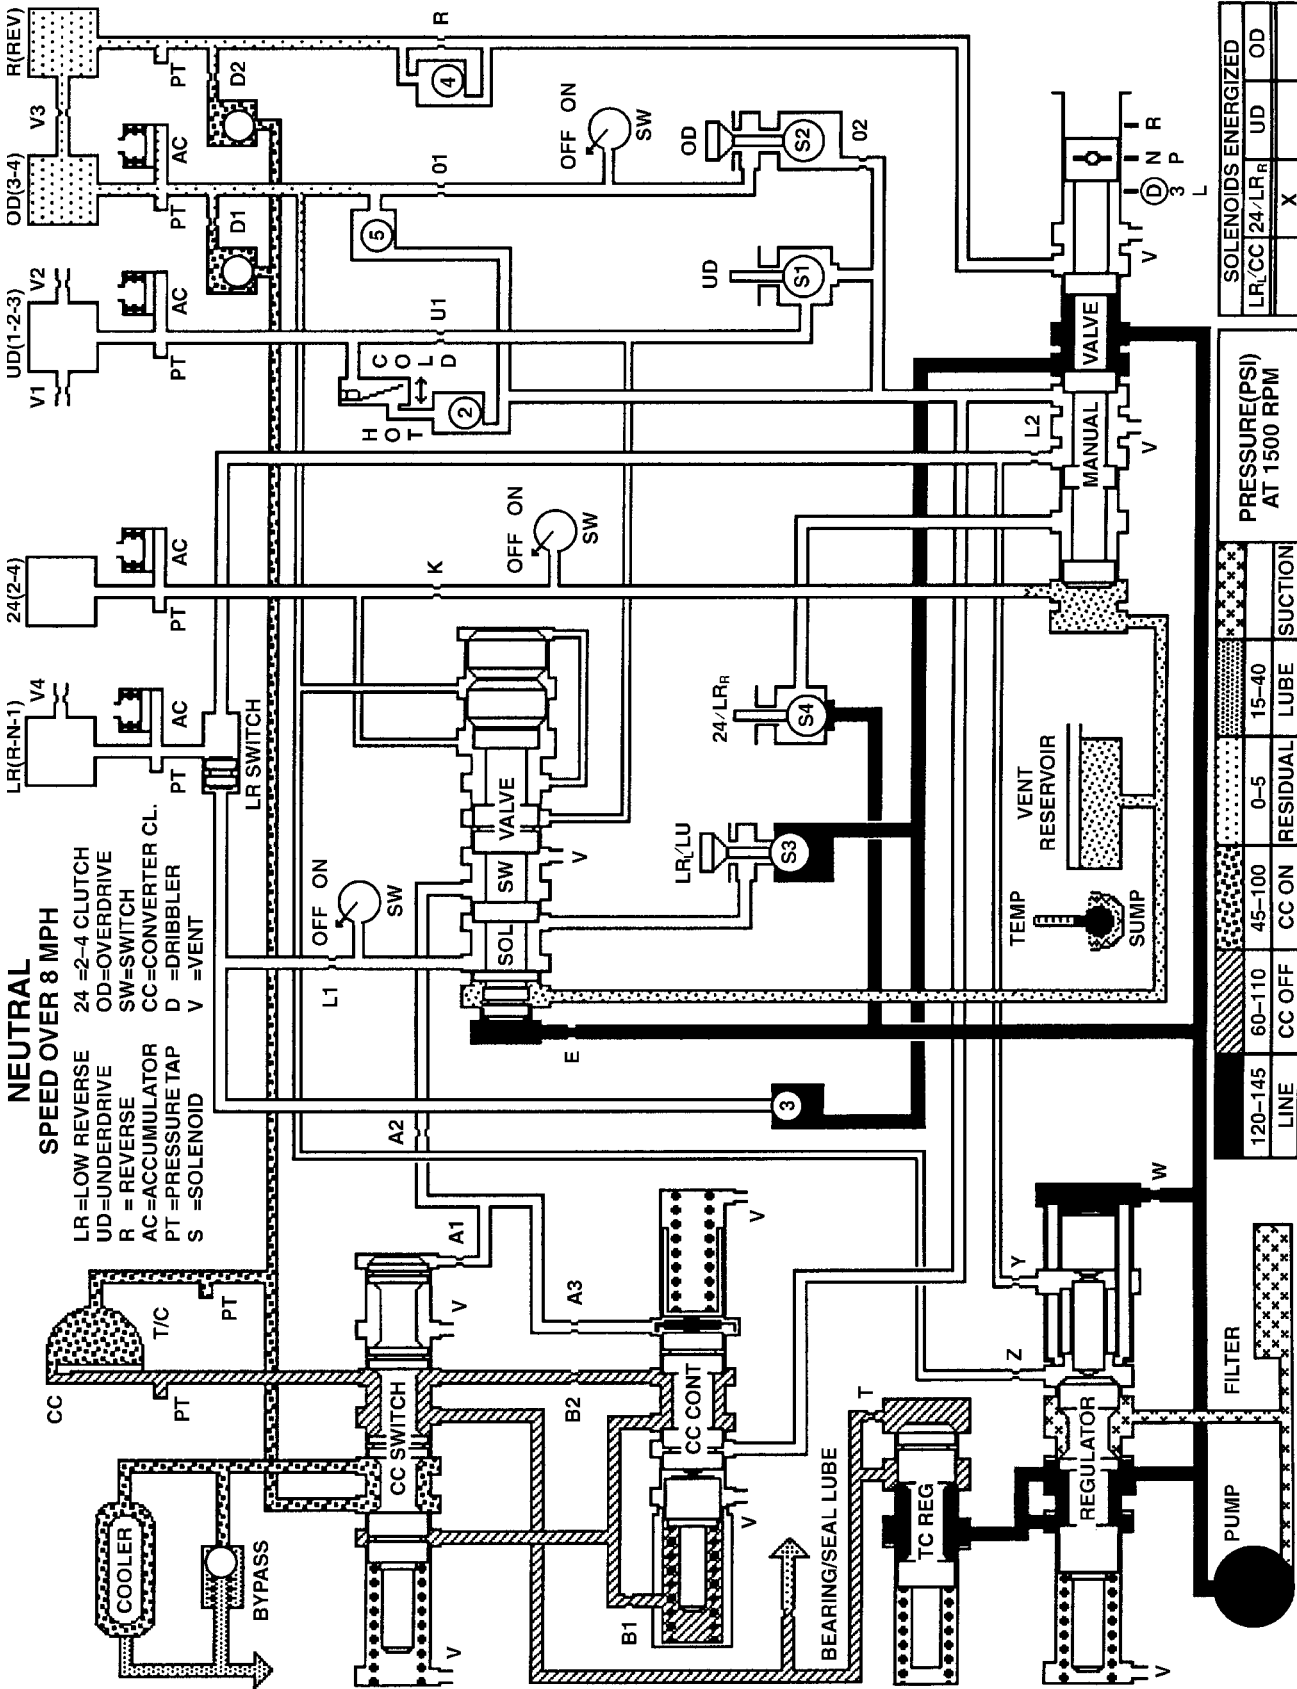 NEUTRAL
SPEED OVER 8 MPH
LR =LOW REVERSE
UD=UNDERDRIVE
R = REVERSE
AC=ACCUMULATOR
PT =PRESSURE TAP
S =SOLENOID
24 =2-4 CLUTCH
OD=OVERDRIVE
SW=SWITCH
CC=CONVERTER CL.
D =DRIBBLER
V =VENT
LR(R-N-1)
V4
24(2-4)
UD(1-2-3)
V1
V2
OD(3-4)
V3
R(REV)
PT
AC
PT
AC
PT
AC
PT
AC
PT
D1
D2
LR SWITCH
COOLER
BYPASS
CC
T/C
PT
PT
CC SWITCH
V
V
A1
A2
A3
L1
OFF ON
SW
K
OFF ON
SW
HOT
COLD
2
U1
5
01
OFF ON
SW
4
R
B1
B2
CC CONT
V
V
E
SOL SW VALVE
V
3
LR_L/LU
S3
24/LR_R
S4
UD
S1
OD
S2
02
BEARING/SEAL LUBE
TC REG
T
Z
Y
W
REGULATOR
V
TEMP
SUMP
VENT
RESERVOIR
MANUAL VALVE
L2
V
V
D N R
3 P
L
PUMP
FILTER
120-145 60-110 45-100 0-5 15-40
LINE CC OFF CC ON RESIDUAL LUBE SUCTION
PRESSURE(PSI)
AT 1500 RPM
SOLENOIDS ENERGIZED
LR_L/CC 24/LR_R UD OD
X